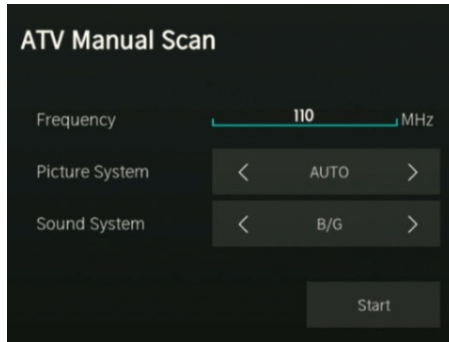 ATV Manual Scan
Frequency 110 MHz
Picture System AUTO
Sound System B/G
Start